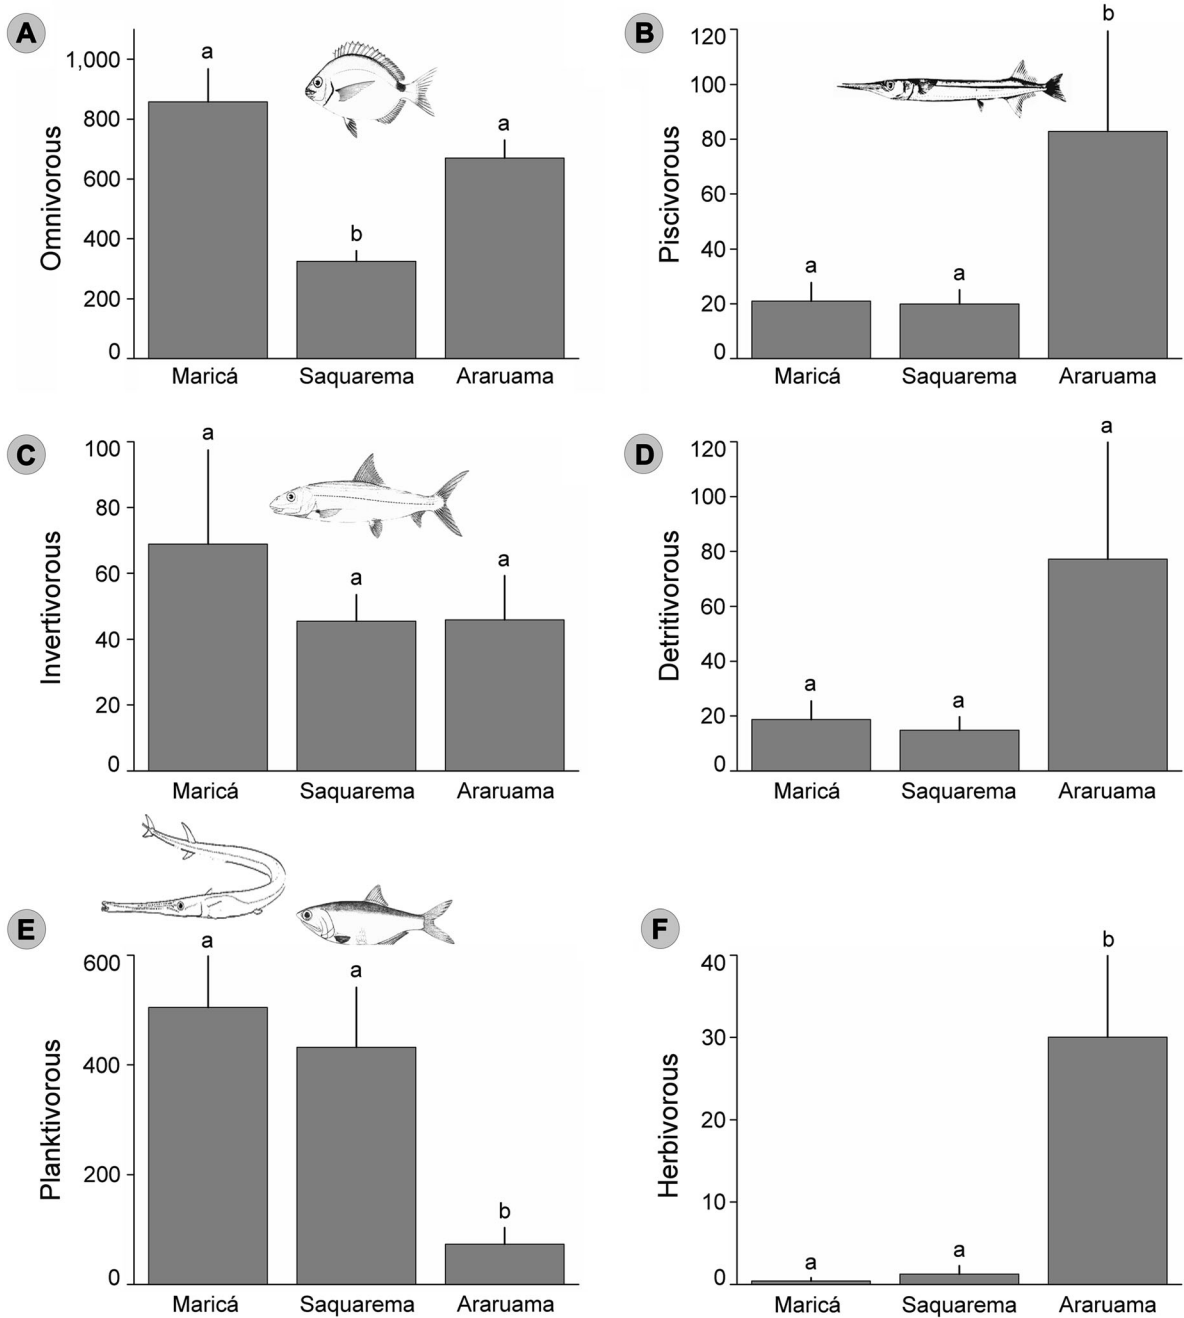 A
Omnivorous
1,000
800
600
400
200
0
a
b
a
Maricá
Saquarema
Araruama
B
Piscivorous
120
100
80
60
40
20
0
a
a
b
Maricá
Saquarema
Araruama
C
Invertivorous
100
80
60
40
20
0
a
a
a
Maricá
Saquarema
Araruama
D
Detritivorous
120
100
80
60
40
20
0
a
a
a
Maricá
Saquarema
Araruama
E
Planktivorous
600
400
200
0
a
a
b
Maricá
Saquarema
Araruama
F
Herbivorous
40
30
20
10
0
a
a
b
Maricá
Saquarema
Araruama